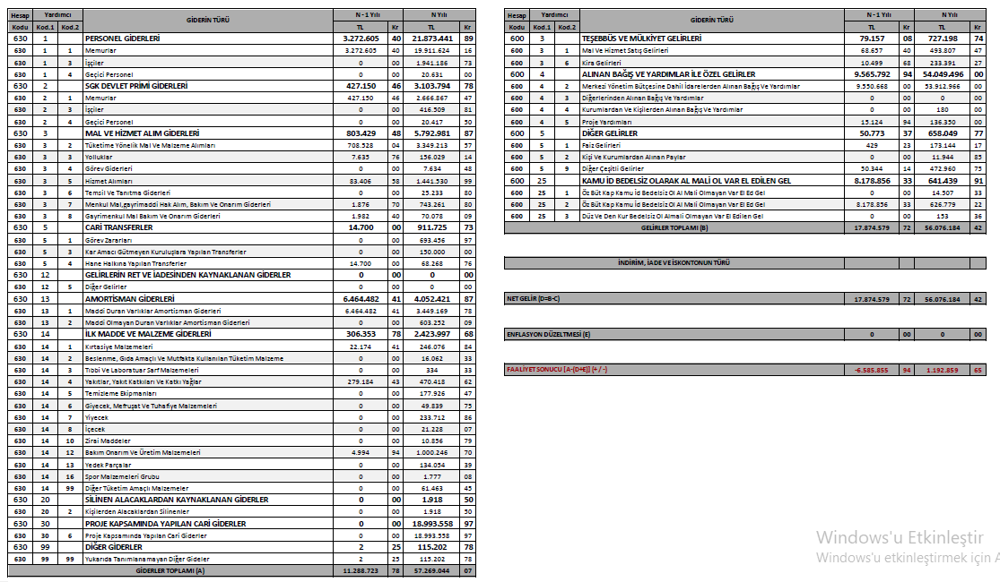 Hesap Yardımcı GİDERİN TÜRÜ N - 1 Yılı N Yılı
Kodu Kod.1 Kod.2 TL Kr TL Kr
630 1 PERSONEL GİDERLERİ 3.272.605 40 21.873.441 89
630 1 1 Memurlar 3.272.605 40 19.911.624 16
630 1 3 İşçiler 0 00 1.941.186 73
630 1 4 Geçici Personel 0 00 20.631 00
630 2 SGK DEVLET PRİMİ GİDERLERİ 427.150 46 3.103.794 78
630 2 1 Memurlar 427.150 46 2.666.867 47
630 2 3 İşçiler 0 00 416.509 81
630 2 4 Geçici Personel 0 00 20.417 50
630 3 MAL VE HİZMET ALIM GİDERLERİ 803.429 48 5.792.981 87
630 3 2 Tüketime Yönelik Mal Ve Malzeme Alımları 708.528 04 3.349.213 57
630 3 3 Yolluklar 7.635 76 156.029 14
630 3 4 Görev Giderleri 0 00 7.634 48
630 3 5 Hizmet Alımları 83.406 58 1.441.530 99
630 3 6 Temsil Ve Tanıtma Giderleri 0 00 25.233 80
630 3 7 Menkul Mal,gayrimaddi Hak Alım, Bakım Ve Onarım Giderleri 1.876 70 743.261 80
630 3 8 Gayrimenkul Mal Bakım Ve Onarım Giderleri 1.982 40 70.078 09
630 5 CARİ TRANSFERLER 14.700 00 911.725 73
630 5 1 Görev Zararları 0 00 693.456 97
630 5 3 Kar Amacı Gütmeyen Kuruluşlara Yapılan Transferler 0 00 150.000 00
630 5 4 Hane Halkına Yapılan Transferler 14.700 00 68.268 76
630 12 GELİRLERİN RET VE İADESİNDEN KAYNAKLANAN GİDERLER 0 00 0 00
630 12 5 Diğer Gelirler 0 00 0 00
630 13 AMORTİSMAN GİDERLERİ 6.464.482 41 4.052.421 87
630 13 1 Maddi Duran Varlıklar Amortisman Giderleri 6.464.482 41 3.449.169 78
630 13 2 Maddi Olmayan Duran Varlıklar Amortisman Giderleri 0 00 603.252 09
630 14 İLK MADDE VE MALZEME GİDERLERİ 306.353 78 2.423.997 68
630 14 1 Kırtasiye Malzemeleri 22.174 41 246.076 84
630 14 2 Beslenme, Gıda Amaçlı Ve Mutfakta Kullanılan Tüketim Malzeme 0 00 16.062 33
630 14 3 Tıbbi Ve Laboratuar Sarf Malzemeleri 0 00 334 33
630 14 4 Yakıtlar, Yakıt Katkıları Ve Katkı Yağlar 279.184 43 470.418 62
630 14 5 Temizleme Ekipmanları 0 00 177.926 47
630 14 6 Giyecek, Mefruşat Ve Tuhafiye Malzemeleri 0 00 49.839 75
630 14 7 Yiyecek 0 00 233.712 86
630 14 8 İçecek 0 00 21.228 07
630 14 10 Zirai Maddeler 0 00 10.856 79
630 14 12 Bakım Onarım Ve Üretim Malzemeleri 4.994 94 1.000.246 70
630 14 13 Yedek Parçalar 0 00 134.054 39
630 14 16 Spor Malzemeleri Grubu 0 00 1.777 08
630 14 99 Diğer Tüketim Amaçlı Malzemeler 0 00 61.463 45
630 20 SİLİNEN ALACAKLARDAN KAYNAKLANAN GİDERLER 0 00 1.918 50
630 20 2 Kişilerden Alacaklardan Silinenler 0 00 1.918 50
630 30 PROJE KAPSAMINDA YAPILAN CARİ GİDERLER 0 00 18.993.558 97
630 30 6 Proje Kapsamında Yapılan Cari Giderler 0 00 18.993.558 97
630 99 DİĞER GİDERLER 2 25 115.202 78
630 99 99 Yukarıda Tanımlanamayan Diğer Gideler 2 25 115.202 78
GİDERLER TOPLAMI (A) 11.288.723 78 57.269.044 07
Hesap Yardımcı GİDERİN TÜRÜ N - 1 Yılı N Yılı
Kodu Kod.1 Kod.2 TL Kr TL Kr
600 3 TEŞEBBÜS VE MÜLKİYET GELİRLERİ 79.157 08 727.198 74
600 3 1 Mal Ve Hizmet Satış Gelirleri 68.657 40 493.807 47
600 3 6 Kira Gelirleri 10.499 68 233.391 27
600 4 ALINAN BAĞIŞ VE YARDIMLAR İLE ÖZEL GELİRLER 9.565.792 94 54.049.496 00
600 4 2 Merkezi Yönetim Bütçesine Dahil İdarelerden Alınan Bağış Ve Yardımlar 9.550.668 00 53.912.966 00
600 4 3 Diğerlerinden Alınan Bağış Ve Yardımlar 0 00 0 00
600 4 4 Kurumlardan Ve Kişilerden Alınan Bağış Ve Yardımlar 0 00 180 00
600 4 5 Proje Yardımları 15.124 94 136.350 00
600 5 DİĞER GELİRLER 50.773 37 658.049 77
600 5 1 Faiz Gelirleri 429 23 173.144 17
600 5 2 Kişi Ve Kurumlardan Alınan Paylar 0 00 11.944 85
600 5 9 Diğer Çeşitli Gelirler 50.344 14 472.960 75
600 25 KAMU İD BEDELSİZ OLARAK AL MALİ OL VAR EL EDİLEN GEL 8.178.856 33 641.439 91
600 25 1 Öz Büt Kap Kamu İd Bedelsiz Ol Al Mali Olmayan Var El Ed Gel 0 00 14.507 33
600 25 2 Öz Büt Kap Kamu İd Bedelsiz Ol Al Mali Olmayan Var El Ed Gel 8.178.856 33 626.779 22
600 25 3 Düz Ve Den Kur Bedelsiz Ol Almali Olmayan Var El Edilen Gel 0 00 153 36
GELİRLER TOPLAMI (B) 17.874.579 72 56.076.184 42
İNDİRİM, İADE VE İSKONTONUN TÜRÜ
NET GELİR (D=B-C) 17.874.579 72 56.076.184 42
ENFLASYON DÜZELTMESİ (E) 0 00 0 00
FAALİYET SONUCU [A-(D+E)] (+ / -) -6.585.855 94 1.192.859 65
Windows'u Etkinleştir
Windows'u etkinleştirmek için A